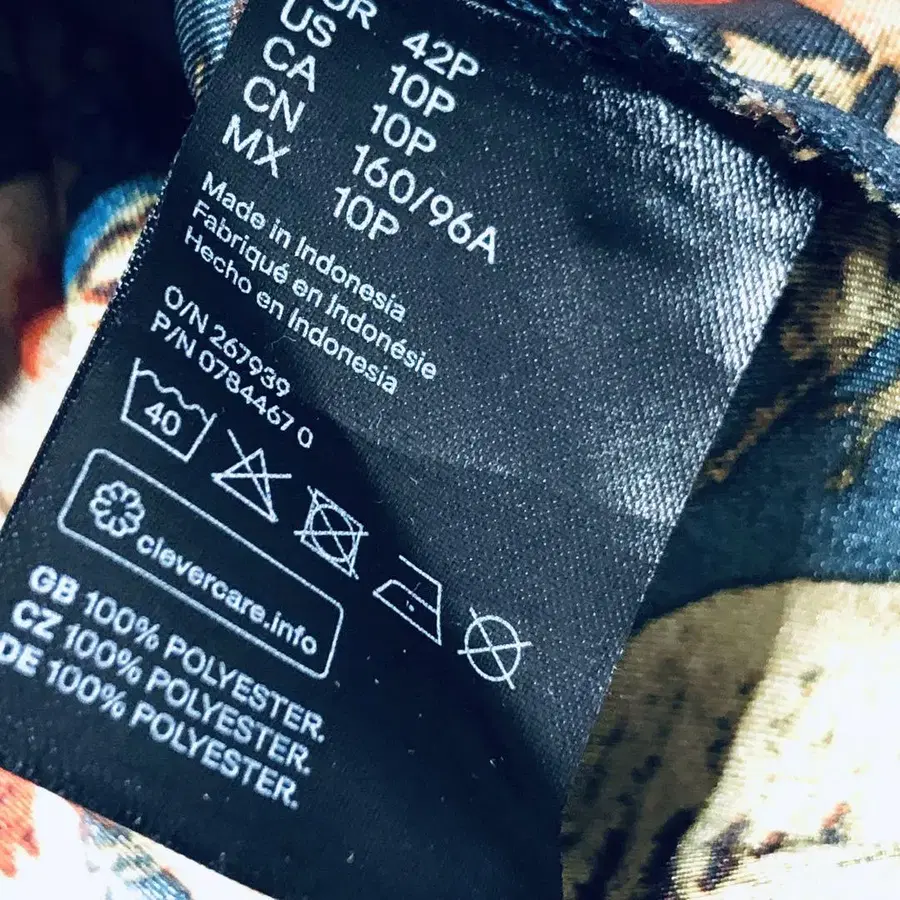 UR 42P
US 10P
CA 10P
CN 160/96A
MX 10P
Made in Indonesia
Fabriqué en Indonésie
Hecho en Indonesia
O/N 267939
P/N 0784467 0
40
clevercare.info
GB 100% POLYESTER.
CZ 100% POLYESTER.
DE 100% POLYESTER.